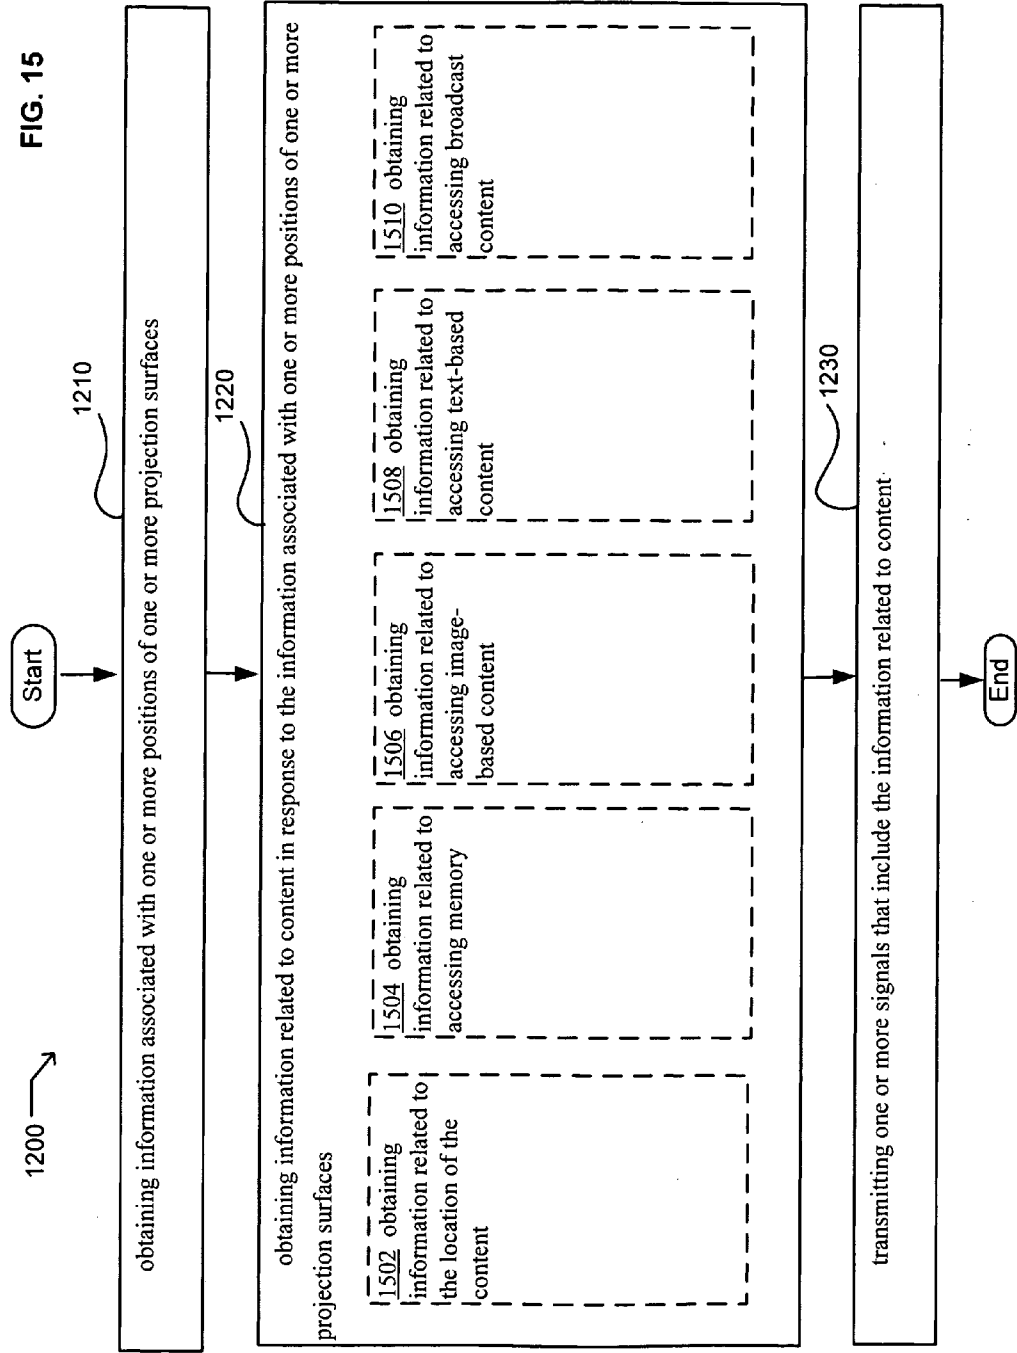 FIG. 15
1200
Start
1210
obtaining information associated with one or more positions of one or more projection surfaces
1220
obtaining information related to content in response to the information associated with one or more positions of one or more
projection surfaces
1502 obtaining
information related to
the location of the
content
1504 obtaining
information related to
accessing memory
1506 obtaining
information related to
accessing image-
based content
1508 obtaining
information related to
accessing text-based
content
1510 obtaining
information related to
accessing broadcast
content
1230
transmitting one or more signals that include the information related to content
End